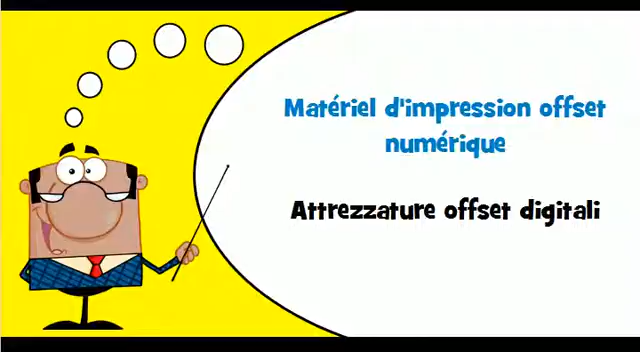 Matériel d'impression offset
numérique
Attrezzature offset digitali